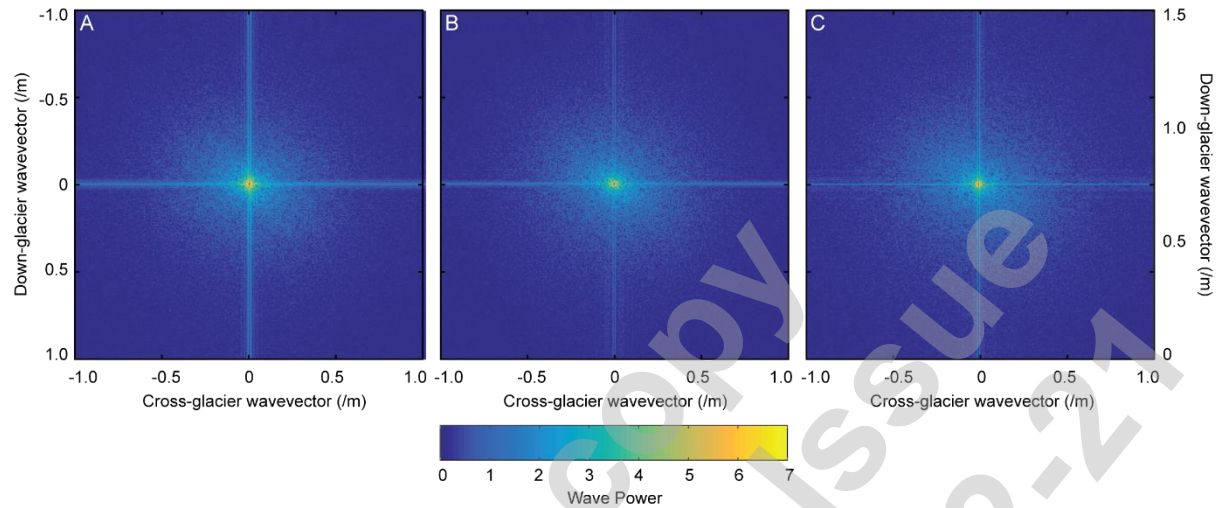 A
B
C
-1.0
-0.5
0
0.5
1.0
Down-glacier wavevector (/m)
1.5
1.0
0.5
0
Down-glacier wavevector (/m)
-1.0 -0.5 0 0.5 1.0
-1.0 -0.5 0 0.5 1.0
-1.0 -0.5 0 0.5 1.0
Cross-glacier wavevector (/m)
Cross-glacier wavevector (/m)
Cross-glacier wavevector (/m)
0 1 2 3 4 5 6 7
Wave Power
copy
Issue
-21